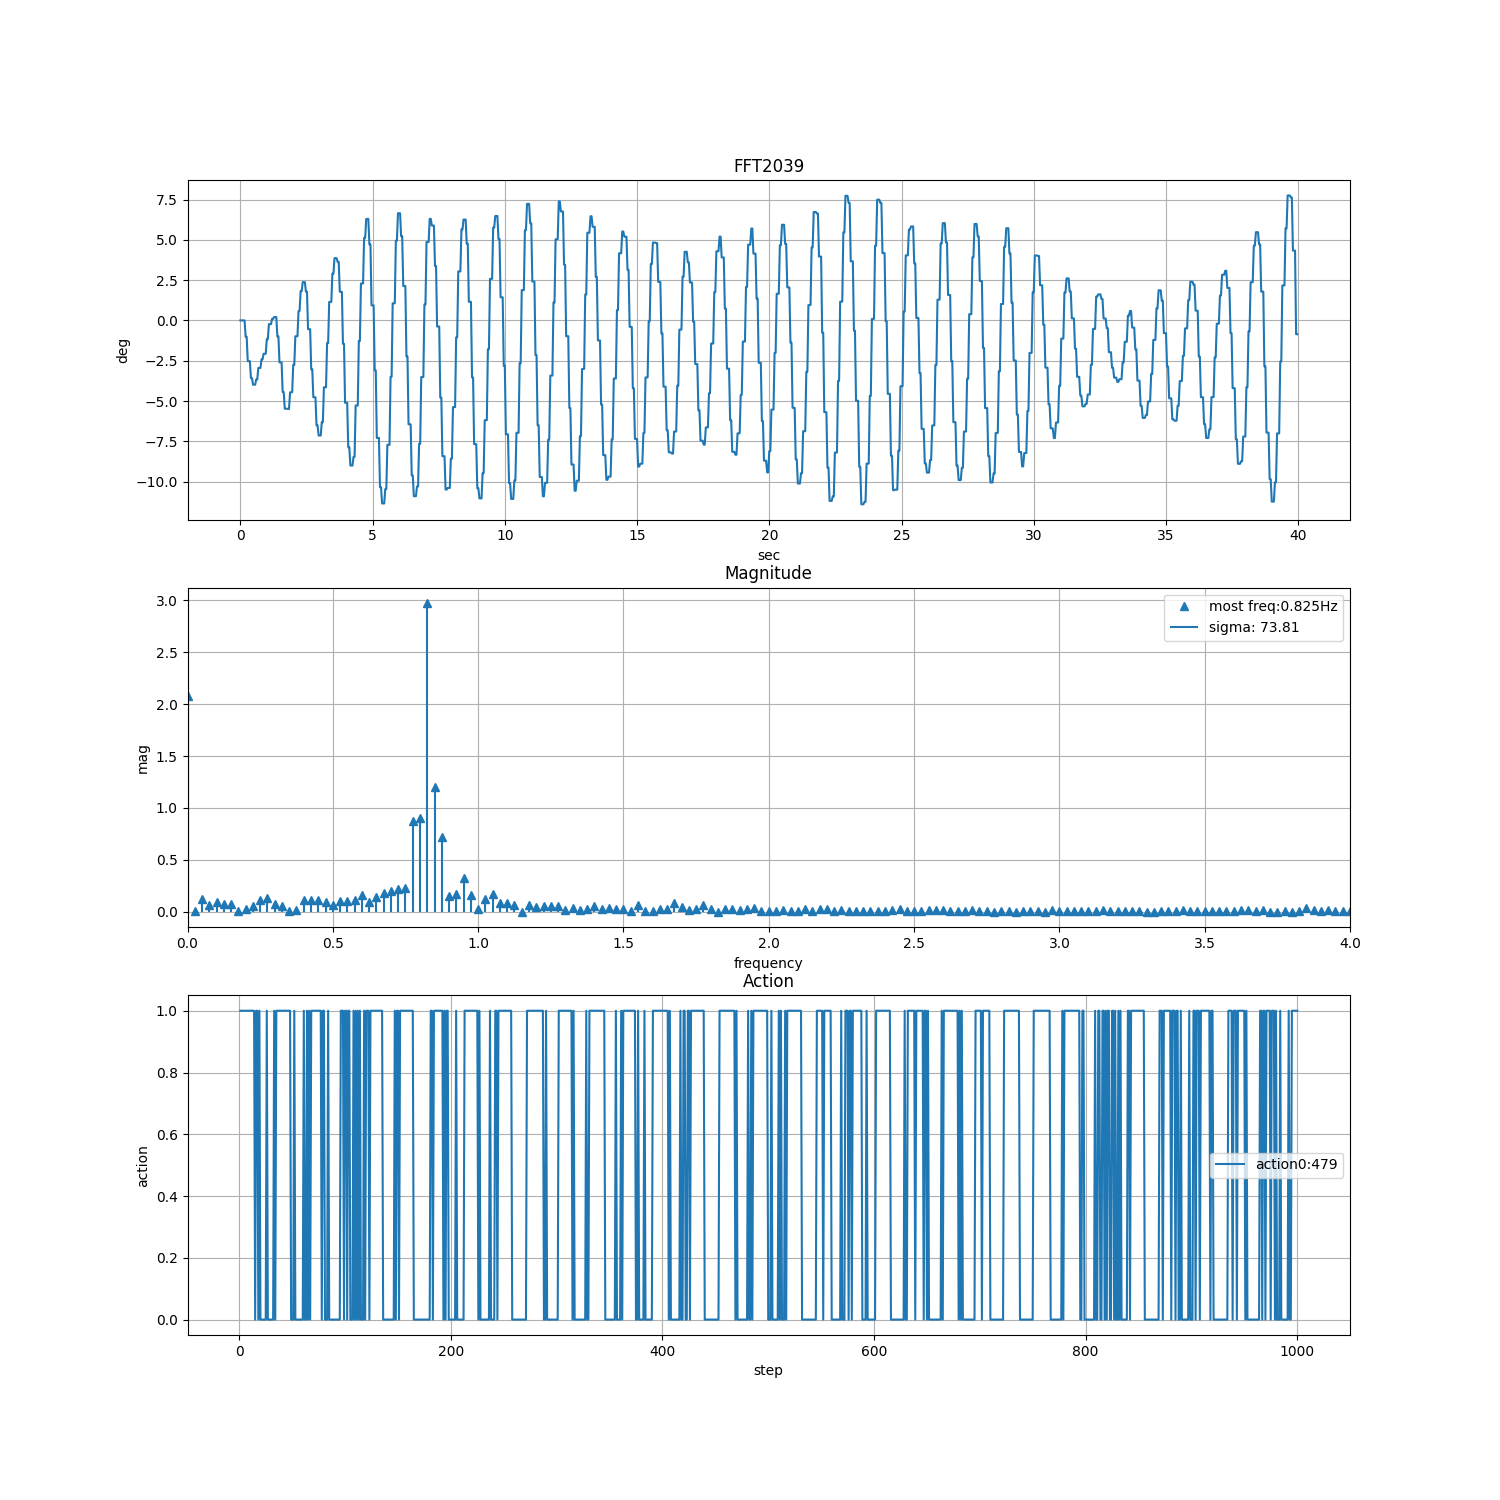 FFT2039
7.5
5.0
2.5
0.0
−2.5
−5.0
−7.5
−10.0
deg
0 5 10 15 20 25 30 35 40
sec
Magnitude
3.0
2.5
2.0
1.5
1.0
0.5
0.0
mag
most freq:0.825Hz
sigma: 73.81
0.0 0.5 1.0 1.5 2.0 2.5 3.0 3.5 4.0
frequency
Action
1.0
0.8
0.6
0.4
0.2
0.0
action
action0:479
0 200 400 600 800 1000
step